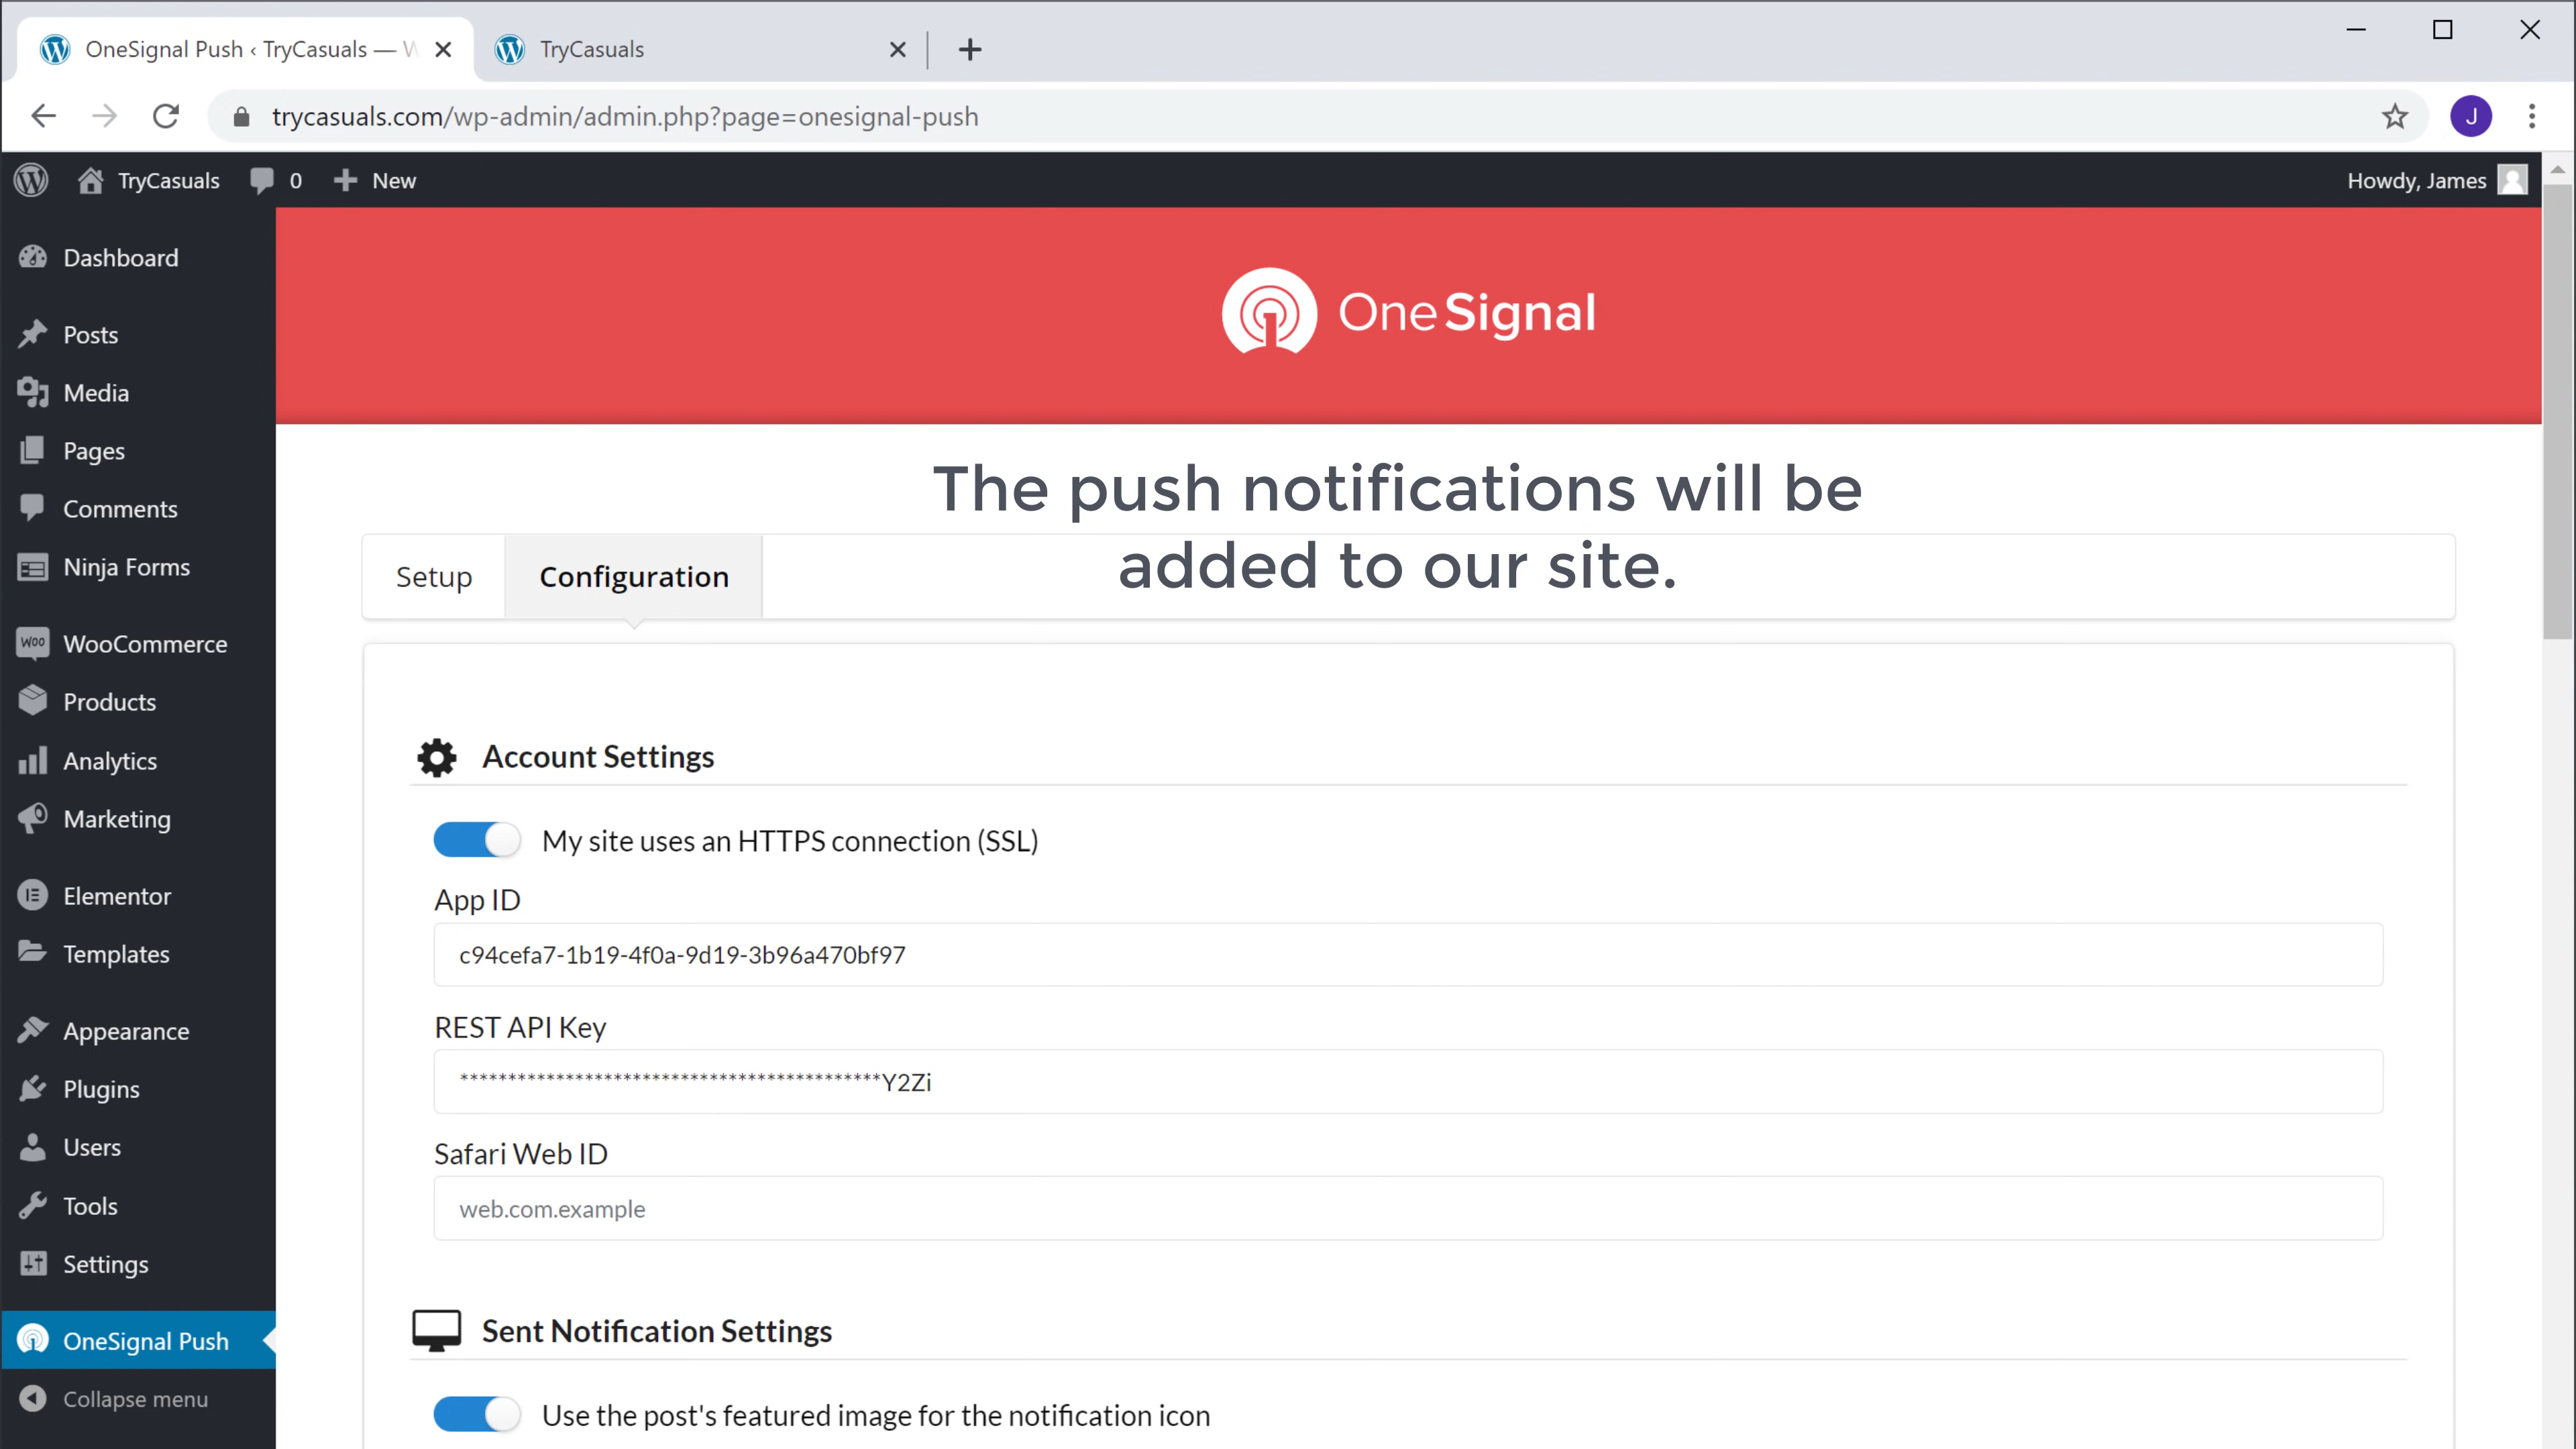 OneSignal Push ‹ TryCasuals — W
TryCasuals
trycasuals.com/wp-admin/admin.php?page=onesignal-push
J
TryCasuals
0
New
Howdy, James
Dashboard
Posts
Media
Pages
Comments
Ninja Forms
WooCommerce
Products
Analytics
Marketing
Elementor
Templates
Appearance
Plugins
Users
Tools
Settings
OneSignal Push
Collapse menu
OneSignal
The push notifications will be
added to our site.
Setup
Configuration
Account Settings
My site uses an HTTPS connection (SSL)
App ID
c94cefa7-1b19-4f0a-9d19-3b96a470bf97
REST API Key
********************************************Y2Zi
Safari Web ID
web.com.example
Sent Notification Settings
Use the post's featured image for the notification icon